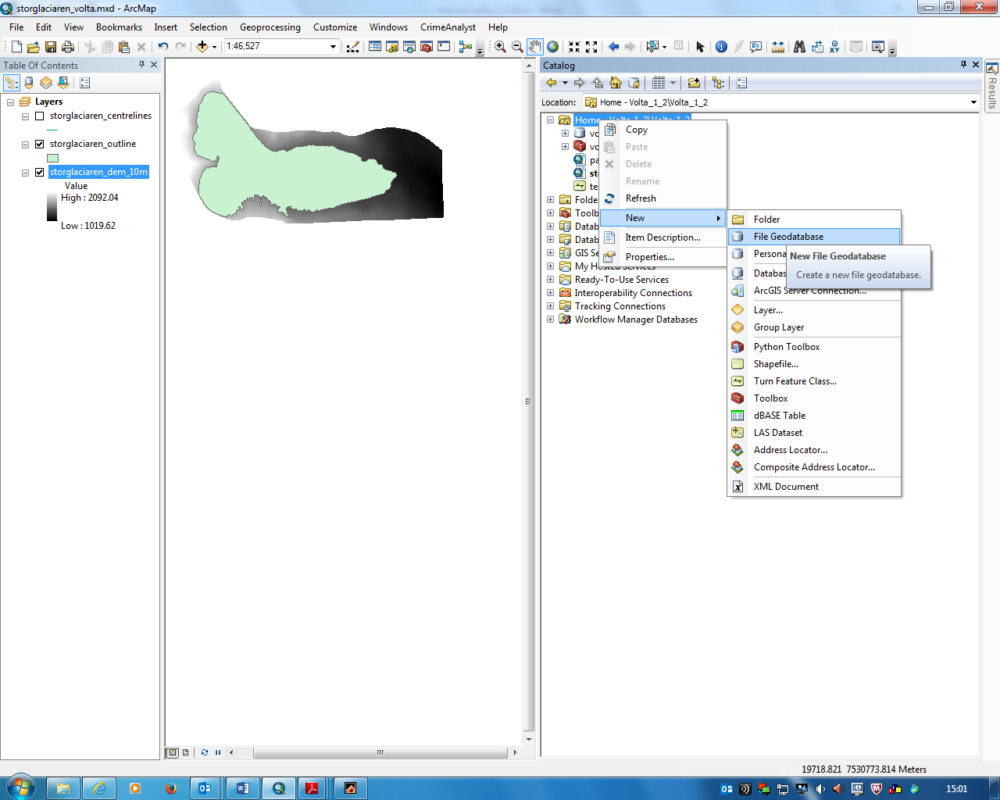 storglaciaren_volta.mxd - ArcMap
File Edit View Bookmarks Insert Selection Geoprocessing Customize Windows CrimeAnalyst Help
1:46,527
Table Of Contents
Layers
storglaciaren_centrelines
storglaciaren_outline
storglaciaren_dem_10m
Value
High : 2092.04
Low : 1019.62
Catalog
Location: Home - Volta_1_2\Volta_1_2
Home - Volta_1_2\Volta_1_2
vo
vo
pa
sto
te
Folde
Toolb
Datab
Datab
GIS Se
My Hosted Services
Ready-To-Use Services
Interoperability Connections
Tracking Connections
Workflow Manager Databases
Copy
Paste
Delete
Rename
Refresh
New
Item Description...
Properties...
Folder
File Geodatabase
Persona
Databas
ArcGIS Server Connection...
Layer...
Group Layer
Python Toolbox
Shapefile...
Turn Feature Class...
Toolbox
dBASE Table
LAS Dataset
Address Locator...
Composite Address Locator...
XML Document
New File Geodatabase
Create a new file geodatabase.
Results
19718.821 7530773.814 Meters
15:01